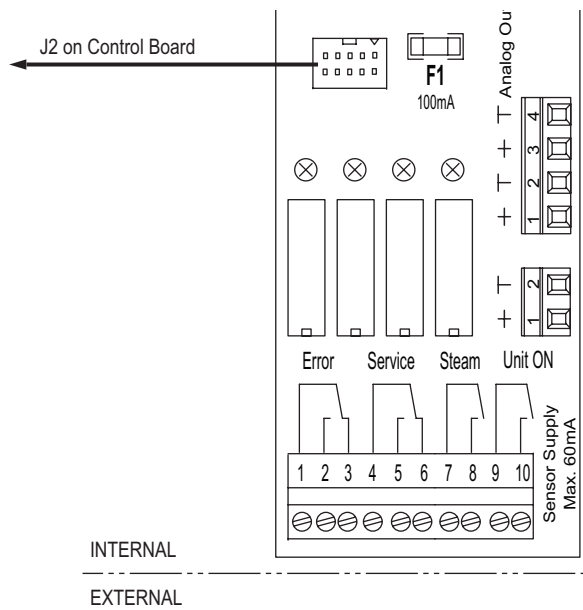 J2 on Control Board
F1
100mA
Analog Ou
4
3
2
1
2
1
Error Service Steam Unit ON
Sensor Supply
Max. 60mA
1 2 3 4 5 6 7 8 9 10
INTERNAL
EXTERNAL